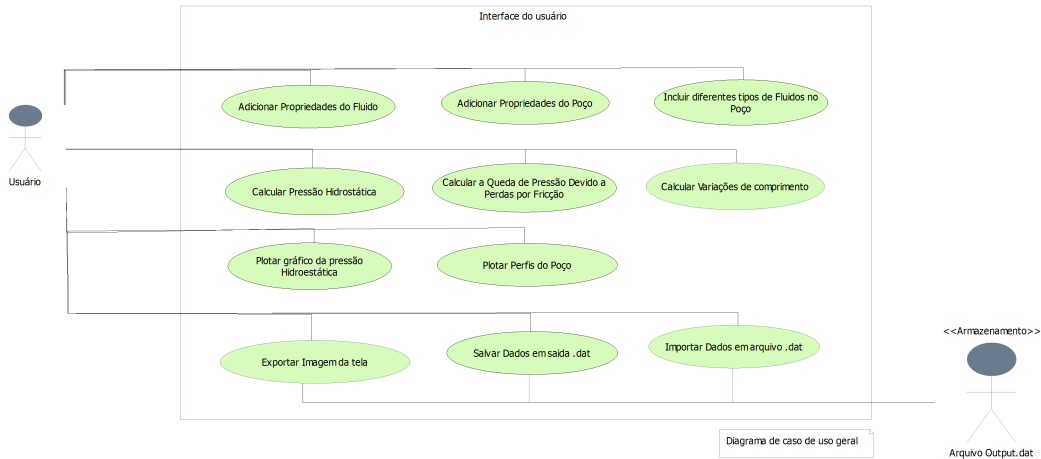 Interface do usuário
Adicionar Propriedades do Fluido
Adicionar Propriedades do Poço
Incluir diferentes tipos de Fluidos no
Poço
Usuário
Calcular Pressão Hidrostática
Calcular a Queda de Pressão Devido a
Perdas por Fricção
Calcular Variações de comprimento
Plotar gráfico da pressão
Hidroestática
Plotar Perfis do Poço
Exportar Imagem da tela
Salvar Dados em saida .dat
Importar Dados em arquivo .dat
<<Armazenamento>>
Arquivo Output.dat
Diagrama de caso de uso geral